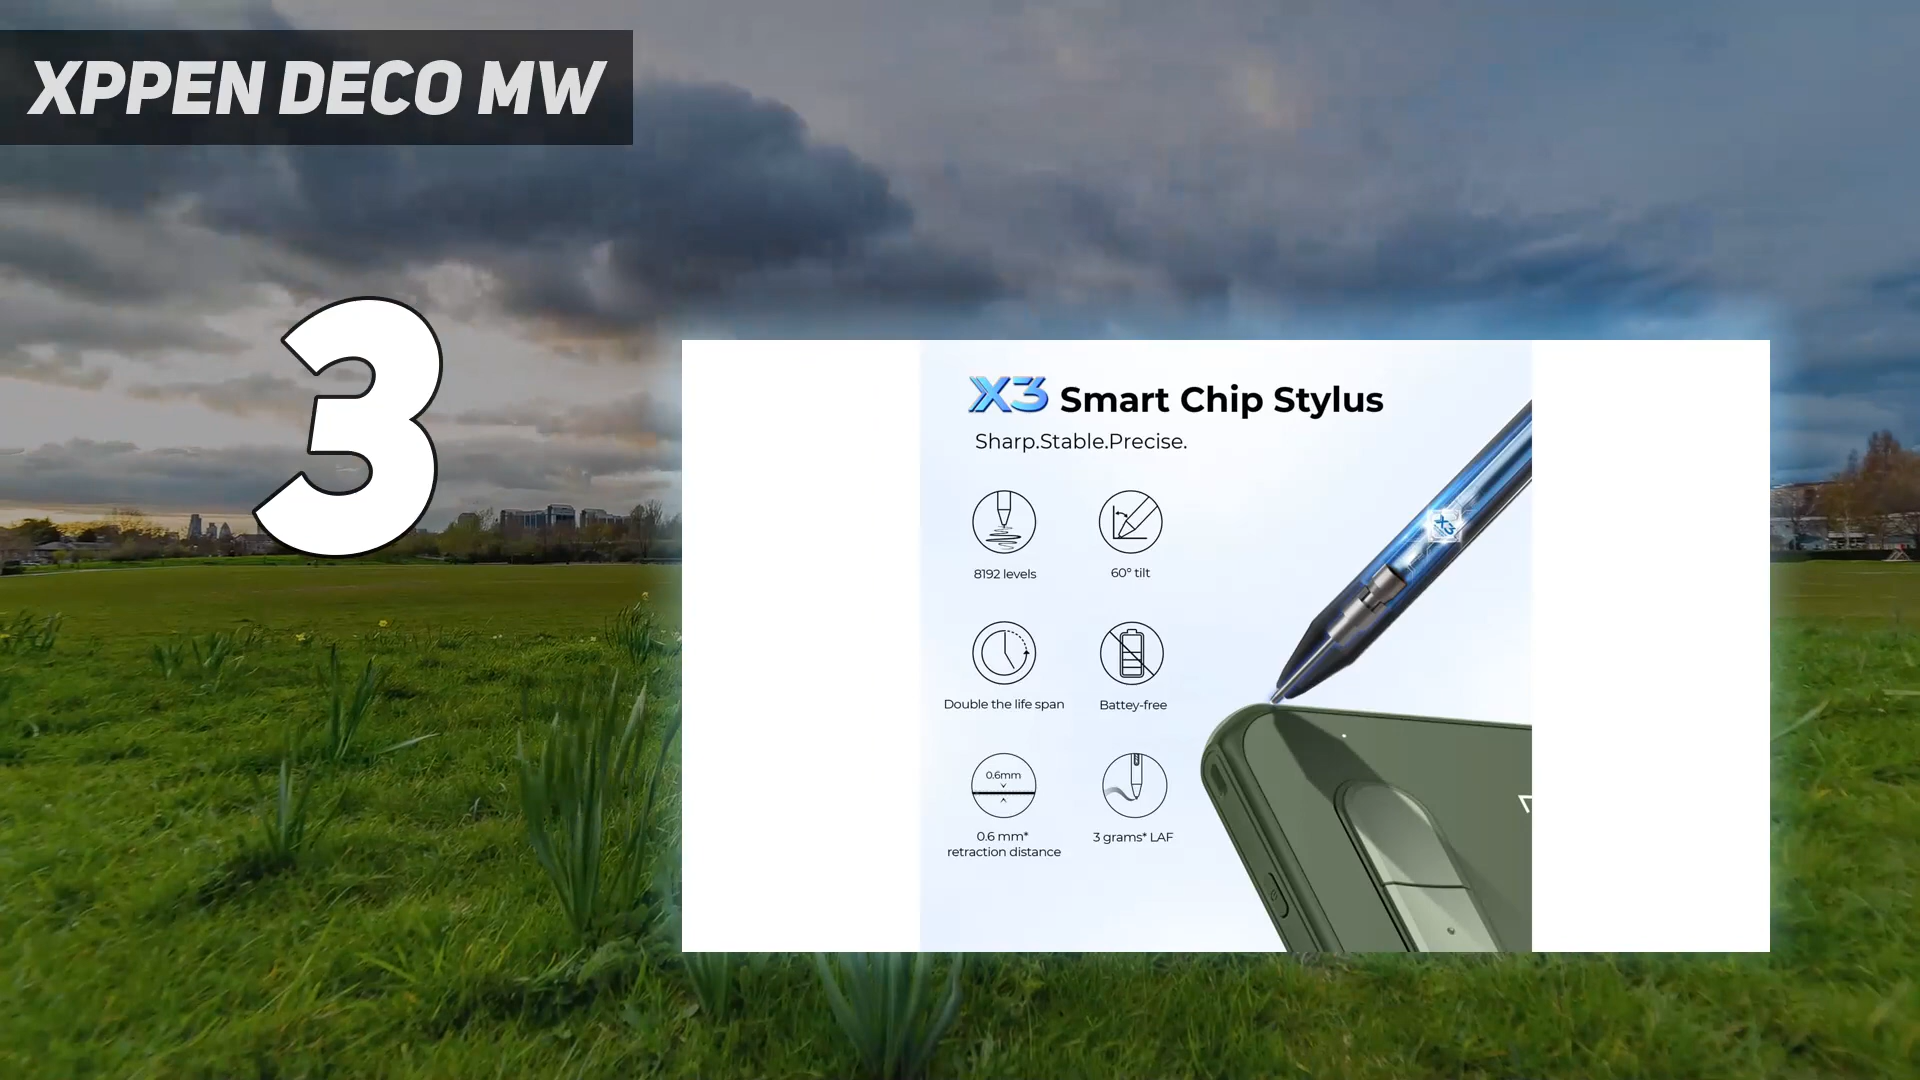 XPPEN DECO MW
3
X3 Smart Chip Stylus
Sharp.Stable.Precise.
8192 levels
60° tilt
Double the life span
Battey-free
0.6mm
0.6 mm*
retraction distance
3 grams* LAF
X3